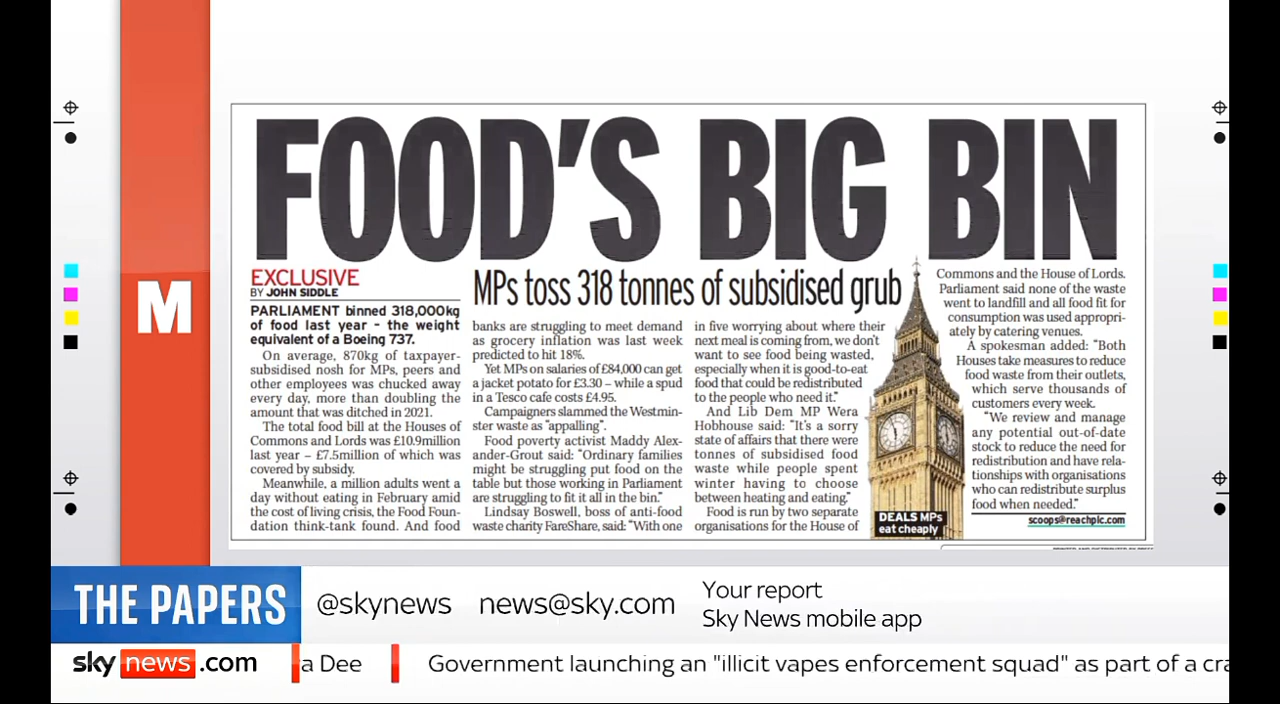 FOOD'S BIG BIN
EXCLUSIVE
BY JOHN SIDDLE
MPs toss 318 tonnes of subsidised grub
PARLIAMENT binned 318,000kg
of food last year – the weight
equivalent of a Boeing 737.
On average, 870kg of taxpayer-
subsidised nosh for MPs, peers and
other employees was chucked away
every day, more than doubling the
amount that was ditched in 2021.
The total food bill at the Houses of
Commons and Lords was £10.9million
last year – £7.5million of which was
covered by subsidy.
Meanwhile, a million adults went a
day without eating in February amid
the cost of living crisis, the Food Foun-
dation think-tank found. And food
banks are struggling to meet demand
as grocery inflation was last week
predicted to hit 18%.
Yet MPs on salaries of £84,000 can get
a jacket potato for £3.30 – while a spud
in a Tesco cafe costs £4.95.
Campaigners slammed the Westmin-
ster waste as "appalling".
Food poverty activist Maddy Alex-
ander-Grout said: "Ordinary families
might be struggling put food on the
table but those working in Parliament
are struggling to fit it all in the bin."
Lindsay Boswell, boss of anti-food
waste charity FareShare, said: "With one
in five worrying about where their
next meal is coming from, we don't
want to see food being wasted,
especially when it is good-to-eat
food that could be redistributed
to the people who need it."
And Lib Dem MP Wera
Hobhouse said: "It's a sorry
state of affairs that there were
tonnes of subsidised food
waste while people spent
winter having to choose
between heating and eating."
Food is run by two separate
organisations for the House of
Commons and the House of Lords.
Parliament said none of the waste
went to landfill and all food fit for
consumption was used appropri-
ately by catering venues.
A spokesman added: "Both
Houses take measures to reduce
food waste from their outlets,
which serve thousands of
customers every week.
"We review and manage
any potential out-of-date
stock to reduce the need for
redistribution and have rela-
tionships with organisations
who can redistribute surplus
food when needed."
scoops@reachplc.com
DEALS MPs
eat cheaply
M
THE PAPERS
@skynews news@sky.com
Your report
Sky News mobile app
sky news.com
a Dee
Government launching an "illicit vapes enforcement squad" as part of a cra